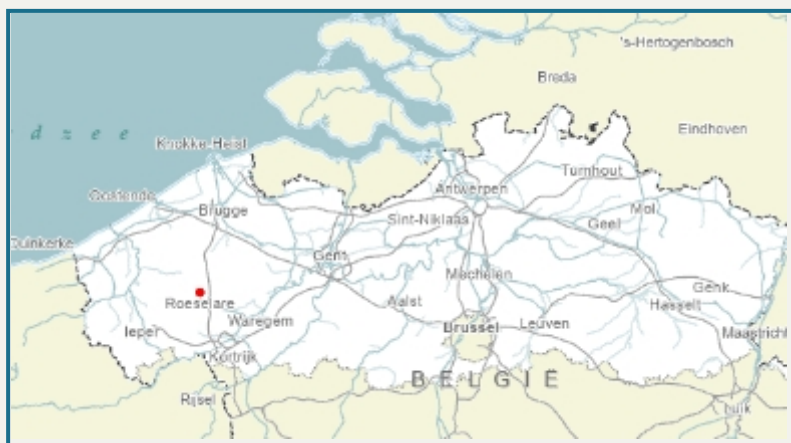 's-Hertogenbosch
Breda
d z e e
Eindhoven
Knokke-Heist
Turnhout
Antwerpen
Oostende
Brugge
Mol
Sint-Niklaas
Geel
Duinkerke
Gent
Mechelen
Genk
Roeselare
Aalst
Hasselt
Ieper
Waregem
Brussel
Leuven
Maastricht
Kortrijk
BELGIË
Rijsel
Luik